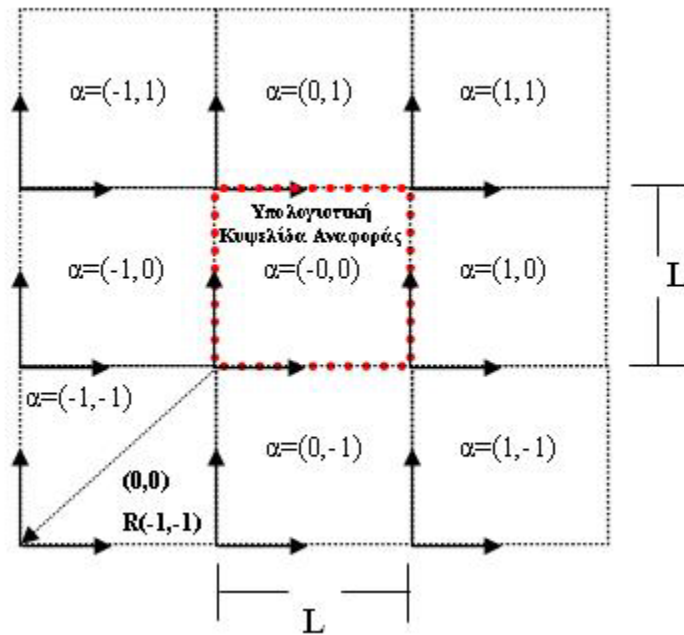 α=(-1,1)
α=(0,1)
α=(1,1)
Υπολογιστική
Κυψελίδα Αναφοράς
α=(-1,0)
α=(-0,0)
α=(1,0)
L
α=(-1,-1)
α=(0,-1)
α=(1,-1)
(0,0)
R(-1,-1)
L